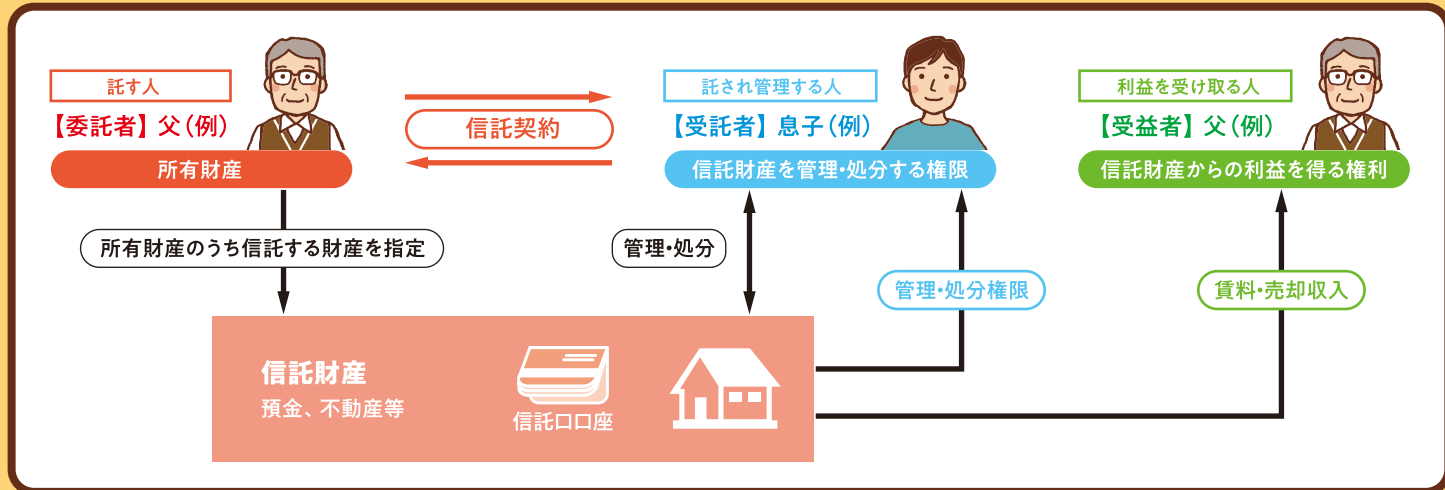 託す人
【委託者】父(例)
所有財産
信託契約
託され管理する人
【受託者】息子(例)
信託財産を管理・処分する権限
利益を受け取る人
【受益者】父(例)
信託財産からの利益を得る権利
所有財産のうち信託する財産を指定
管理・処分
管理・処分権限
賃料・売却収入
信託財産
預金、不動産等
信託口口座